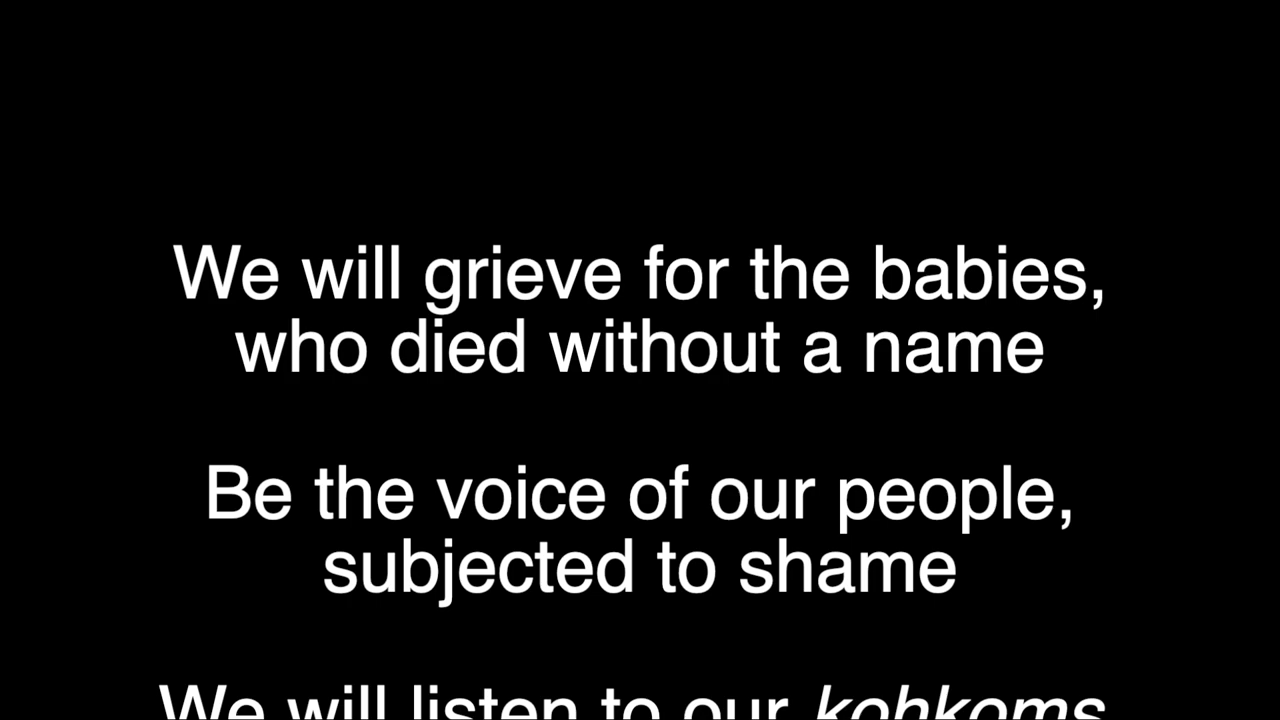 We will grieve for the babies,
who died without a name
Be the voice of our people,
subjected to shame
We will listen to our kohkoms